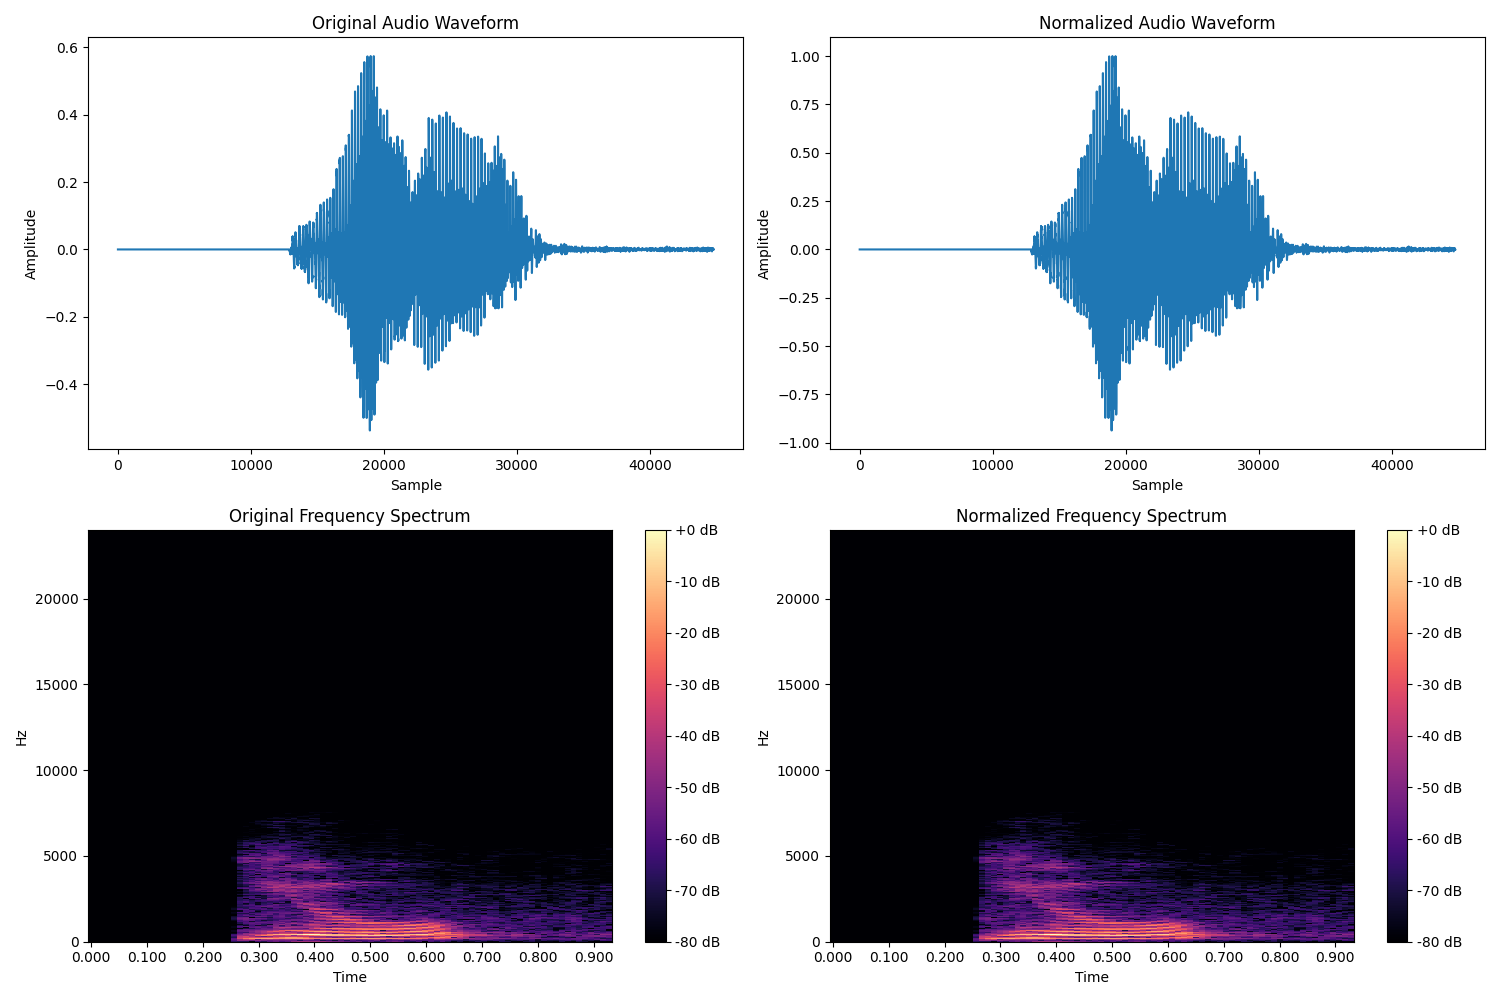 Original Audio Waveform
Normalized Audio Waveform
Amplitude
0.6
0.4
0.2
0.0
−0.2
−0.4
0
10000
20000
30000
40000
Sample
Amplitude
1.00
0.75
0.50
0.25
0.00
−0.25
−0.50
−0.75
−1.00
0
10000
20000
30000
40000
Sample
Original Frequency Spectrum
Normalized Frequency Spectrum
Hz
20000
15000
10000
5000
0
0.000
0.100
0.200
0.300
0.400
0.500
0.600
0.700
0.800
0.900
Time
+0 dB
-10 dB
-20 dB
-30 dB
-40 dB
-50 dB
-60 dB
-70 dB
-80 dB
Hz
20000
15000
10000
5000
0
0.000
0.100
0.200
0.300
0.400
0.500
0.600
0.700
0.800
0.900
Time
+0 dB
-10 dB
-20 dB
-30 dB
-40 dB
-50 dB
-60 dB
-70 dB
-80 dB